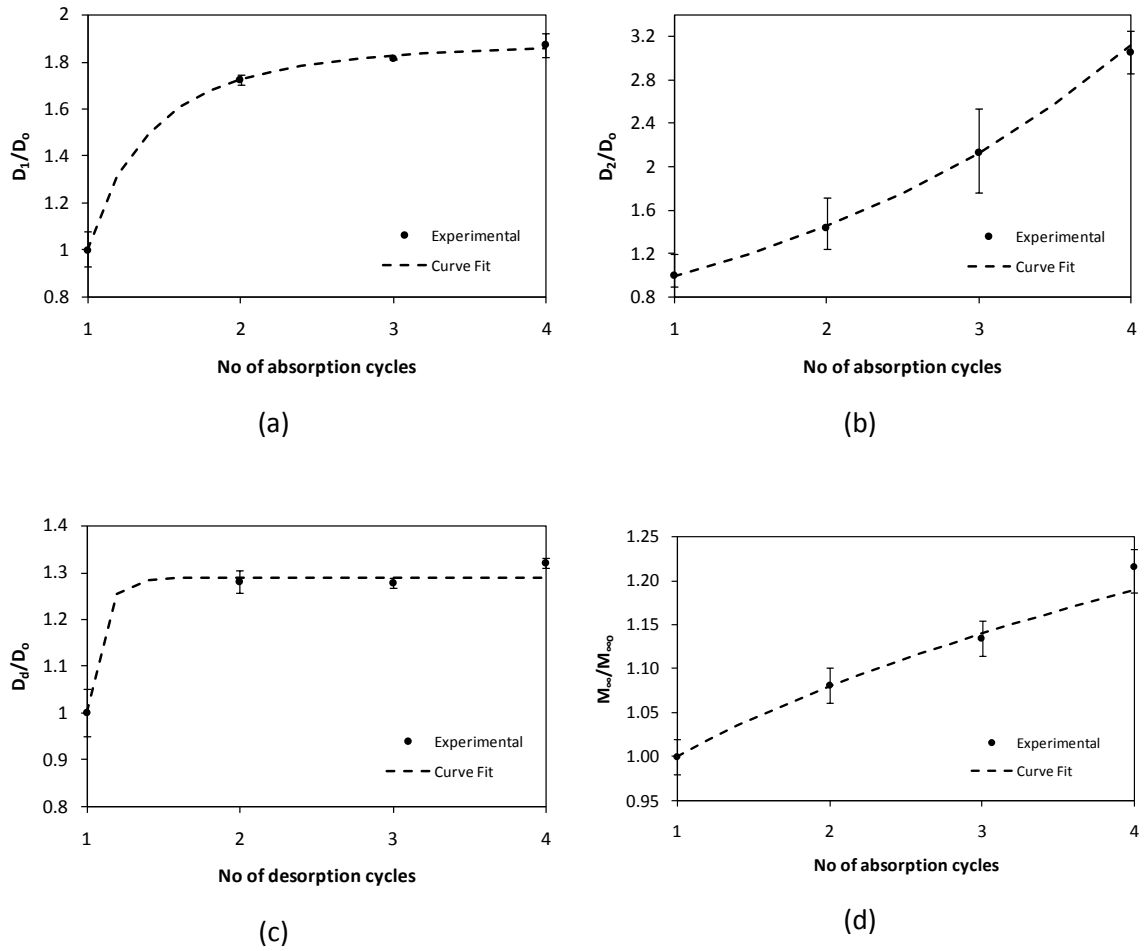 2
1.8
1.6
1.4
1.2
1
0.8
D₁/Dₒ
Experimental
Curve Fit
1 2 3 4
No of absorption cycles
(a)
3.2
2.8
2.4
2
1.6
1.2
0.8
D₂/Dₒ
Experimental
Curve Fit
1 2 3 4
No of absorption cycles
(b)
1.4
1.3
1.2
1.1
1
0.9
0.8
D_d/Dₒ
Experimental
Curve Fit
1 2 3 4
No of desorption cycles
(c)
1.25
1.20
1.15
1.10
1.05
1.00
0.95
M∞/M∞ₒ
Experimental
Curve Fit
1 2 3 4
No of absorption cycles
(d)